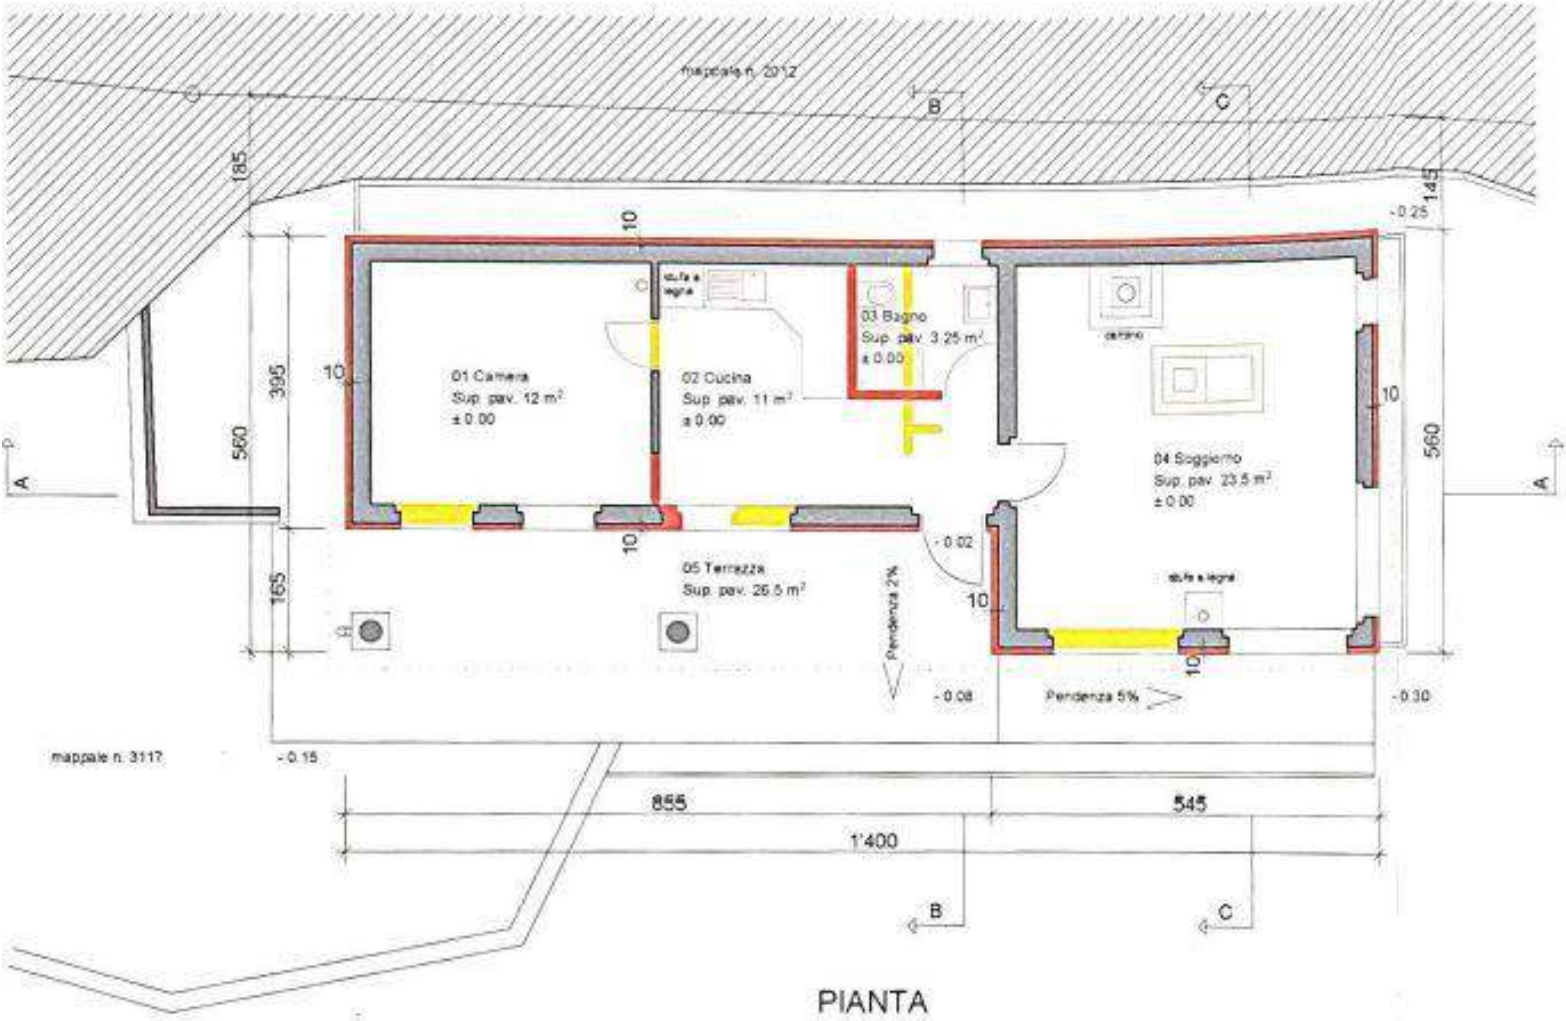 mappale n. 2012
B
C
185
145
- 0.25
10
stufa a
legna
03 Bagno
Sup. pav. 3.25 m²
± 0.00
camino
10
395
01 Camera
Sup. pav. 12 m²
± 0.00
02 Cucina
Sup. pav. 11 m²
± 0.00
10
560
560
A
A
04 Soggiorno
Sup. pav. 23.5 m²
± 0.00
10
- 0.02
165
05 Terrazza
Sup. pav. 26.5 m²
Pendenza 2%
stufa a legna
10
10
- 0.08
Pendenza 5%
- 0.30
mappale n. 3117
- 0.15
855
545
1'400
B
C
PIANTA